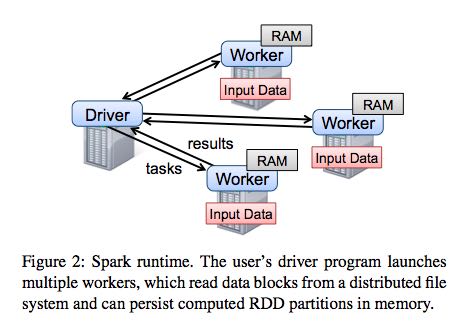 RAM
Worker
Input Data
Driver
RAM
Worker
Input Data
results
tasks
RAM
Worker
Input Data
Figure 2: Spark runtime. The user's driver program launches
multiple workers, which read data blocks from a distributed file
system and can persist computed RDD partitions in memory.